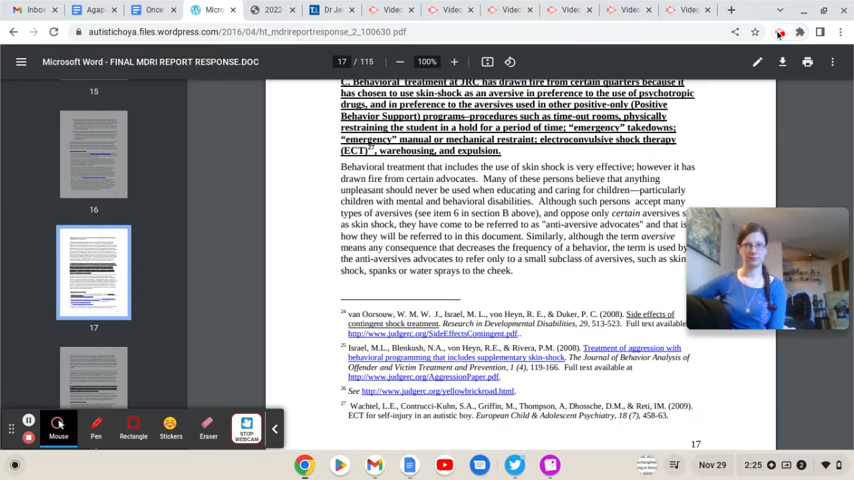 Inbox
Agap
Once
Micro
2022-
Dr Je
Video
Video
Video
Video
Video
Video
autistichoya.files.wordpress.com/2016/04/ht_mdrireportresponse_2_100630.pdf
Microsoft Word - FINAL MDRI REPORT RESPONSE.DOC
17 / 115
100%
15
16
17
C. Behavioral treatment at JRC has drawn fire from certain quarters because it
has chosen to use skin-shock as an aversive in preference to the use of psychotropic
drugs, and in preference to the aversives used in other positive-only (Positive
Behavior Support) programs–procedures such as time-out rooms, physically
restraining the student in a hold for a period of time; “emergency” takedowns;
“emergency” manual or mechanical restraint; electroconvulsive shock therapy
(ECT)27, warehousing, and expulsion.
Behavioral treatment that includes the use of skin shock is very effective; however it has
drawn fire from certain advocates. Many of these persons believe that anything
unpleasant should never be used when educating and caring for children—particularly
children with mental and behavioral disabilities. Although such persons accept many
types of aversives (see item 6 in section B above), and oppose only certain aversives
as skin shock, they have come to be referred to as "anti-aversive advocates" and that is
how they will be referred to in this document. Similarly, although the term aversive
means any consequence that decreases the frequency of a behavior, the term is used by
the anti-aversives advocates to refer only to a small subclass of aversives, such as skin
shock, spanks or water sprays to the cheek.
24 van Oorsouw, W. M. W. J., Israel, M. L., von Heyn, R. E., & Duker, P. C. (2008). Side effects of
contingent shock treatment. Research in Developmental Disabilities, 29, 513-523. Full text available
http://www.judgerc.org/SideEffectsContingent.pdf..
25 Israel, M.L., Blenkush, N.A., von Heyn, R.E., & Rivera, P.M. (2008). Treatment of aggression with
behavioral programming that includes supplementary skin-shock. The Journal of Behavior Analysis of
Offender and Victim Treatment and Prevention, 1 (4), 119-166. Full text available at
http://www.judgerc.org/AggressionPaper.pdf.
26 See http://www.judgerc.org/yellowbrickroad.html.
27 Wachtel, L.E., Contrucci-Kuhn, S.A., Griffin, M., Thompson, A, Dhossche, D.M., & Reti, IM. (2009).
ECT for self-injury in an autistic boy. European Child & Adolescent Psychiatry, 18 (7), 458-63.
17
Mouse
Pen
Rectangle
Stickers
Eraser
STOP
WEBCAM
Nov 29
2:25